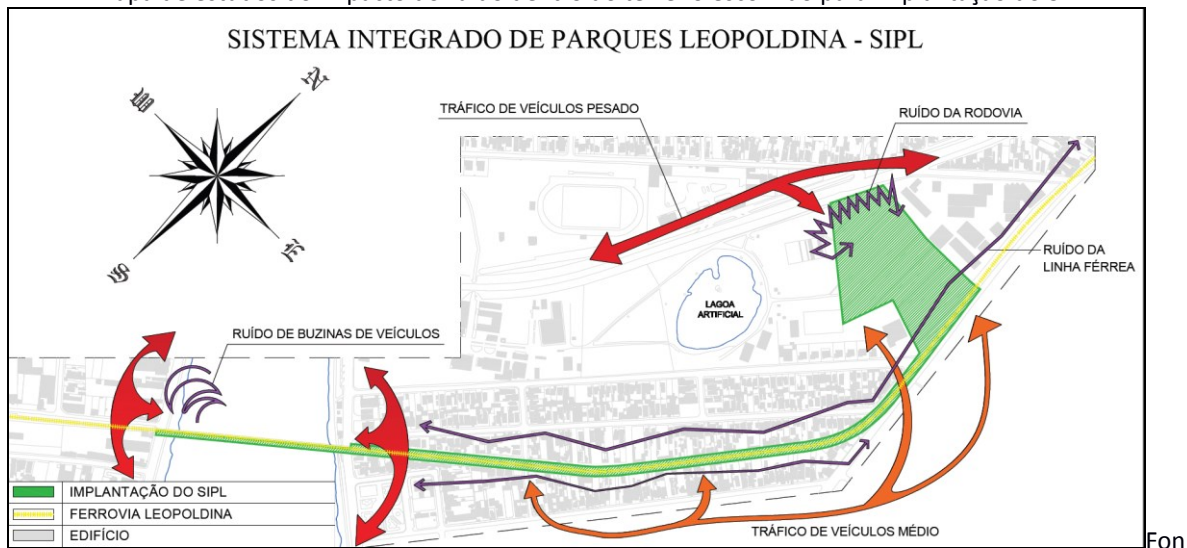 SISTEMA INTEGRADO DE PARQUES LEOPOLDINA - SIPL
N
TRÁFICO DE VEÍCULOS PESADO
RUÍDO DA RODOVIA
RUÍDO DA
LINHA FÉRREA
LAGOA
ARTIFICIAL
S
RUÍDO DE BUZINAS DE VEÍCULOS
IMPLANTAÇÃO DO SIPL
FERROVIA LEOPOLDINA
EDIFÍCIO
TRÁFICO DE VEÍCULOS MÉDIO
Fon